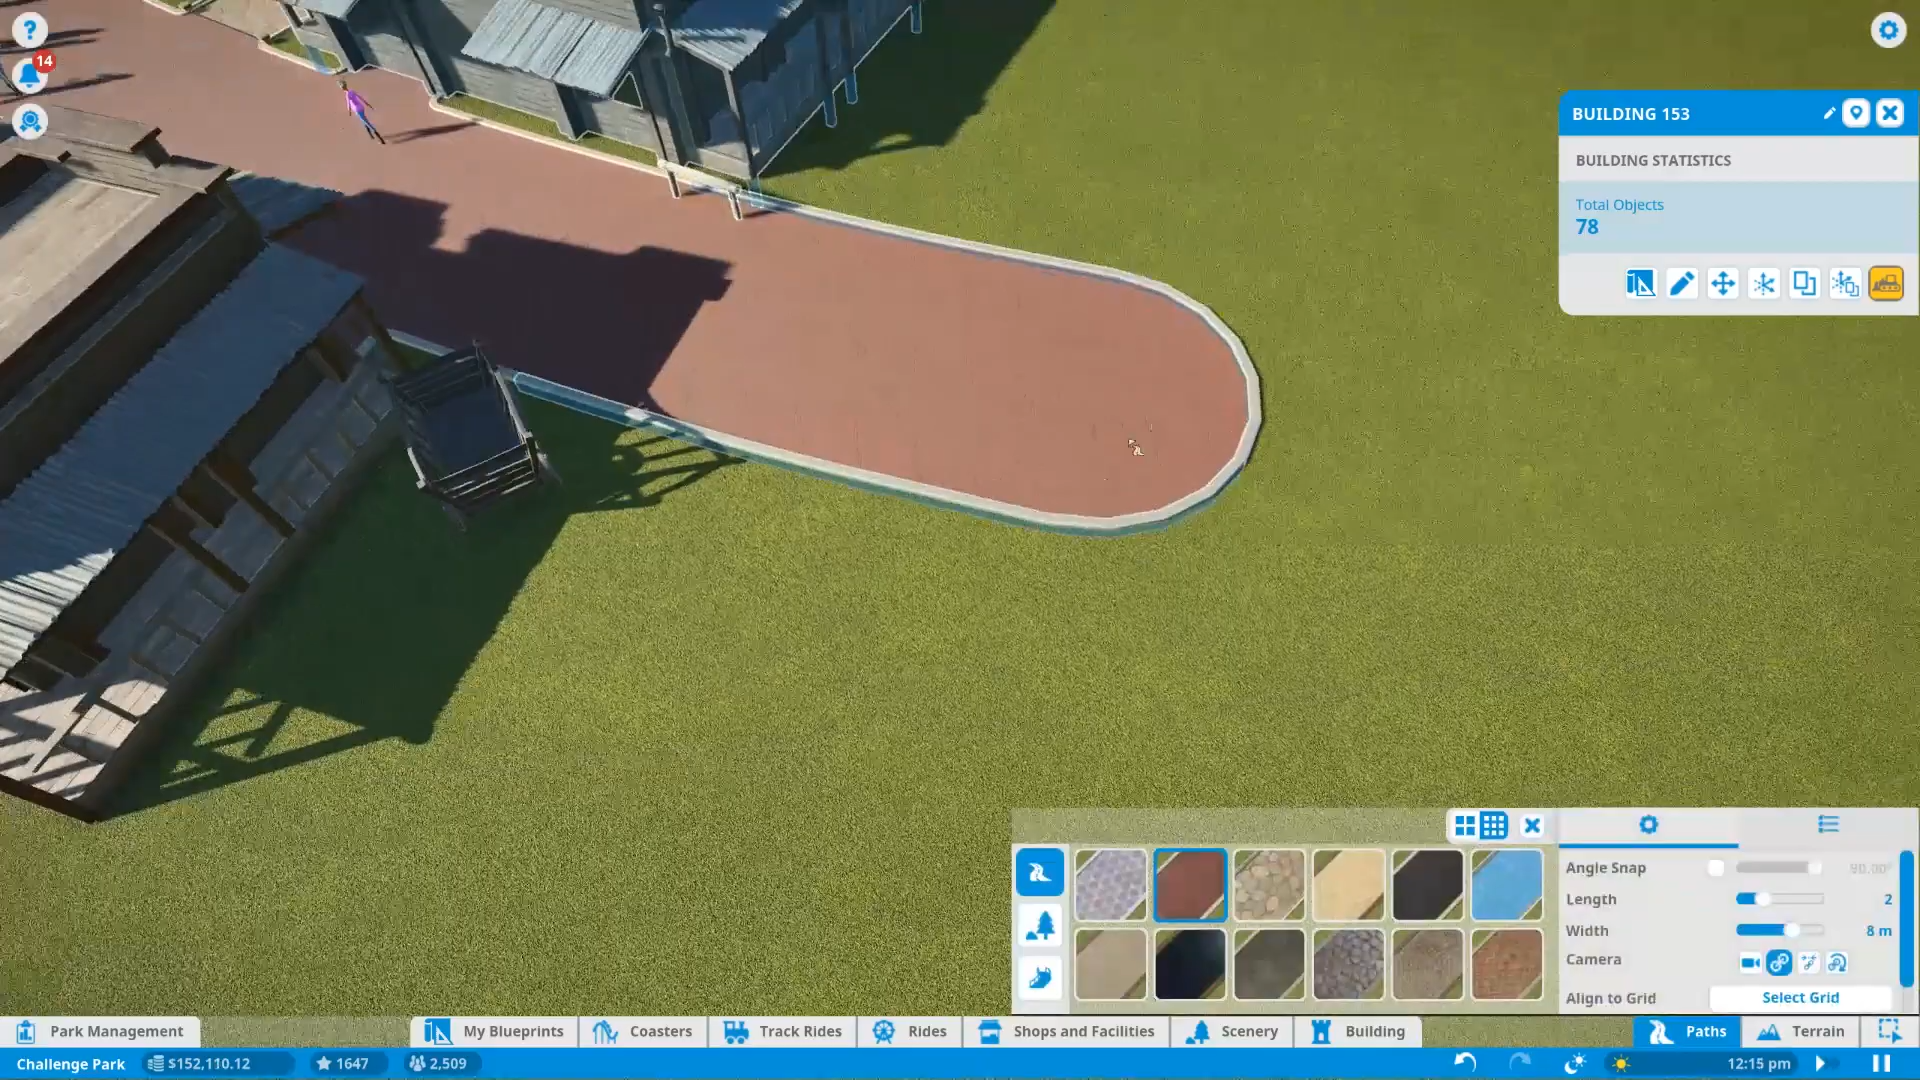 ?
14
BUILDING 153
BUILDING STATISTICS
Total Objects
78
Angle Snap 90.00°
Length 2
Width 8 m
Camera
Align to Grid Select Grid
Park Management My Blueprints Coasters Track Rides Rides Shops and Facilities Scenery Building Paths Terrain
Challenge Park $152,110.12 1647 2,509 12:15 pm